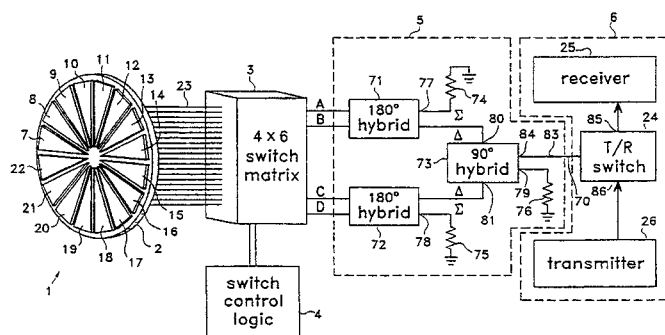 5
6
25
receiver
3
10
11
9
12
13
8
14
23
7
22
21
20
19
18
17
16
15
2
1
4 x 6
switch
matrix
switch
control
logic
4
A
B
C
D
71
180°
hybrid
77
74
Σ
Δ
80
73
90°
hybrid
84
83
79
81
76
70
180°
hybrid
72
Δ
Σ
78
75
85
24
T/R
switch
86
26
transmitter